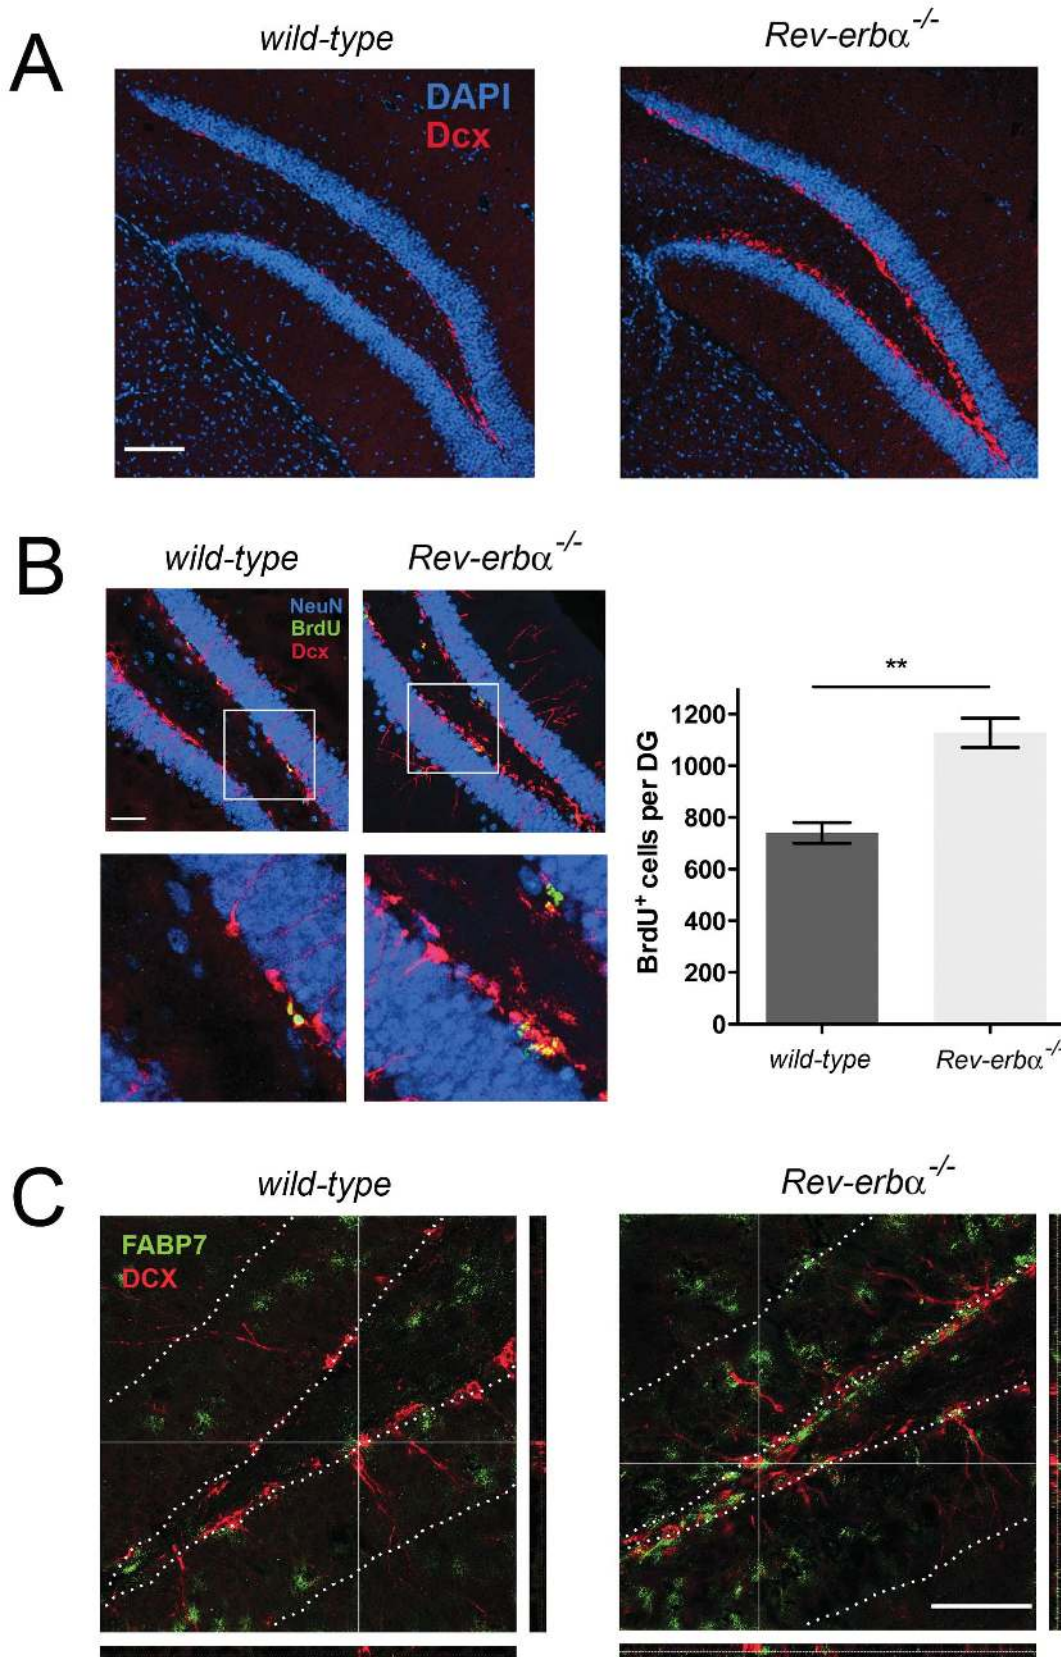 A
wild-type
Rev-erbα-/-
DAPI
Dcx
B
wild-type
Rev-erbα-/-
NeuN
BrdU
Dcx
**
BrdU+ cells per DG
1200
1000
800
600
400
200
0
wild-type
Rev-erbα-/-
C
wild-type
Rev-erbα-/-
FABP7
DCX